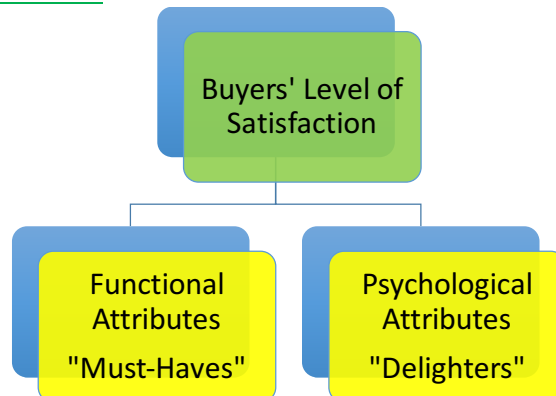 Buyers' Level of
Satisfaction
Functional
Attributes
"Must-Haves"
Psychological
Attributes
"Delighters"